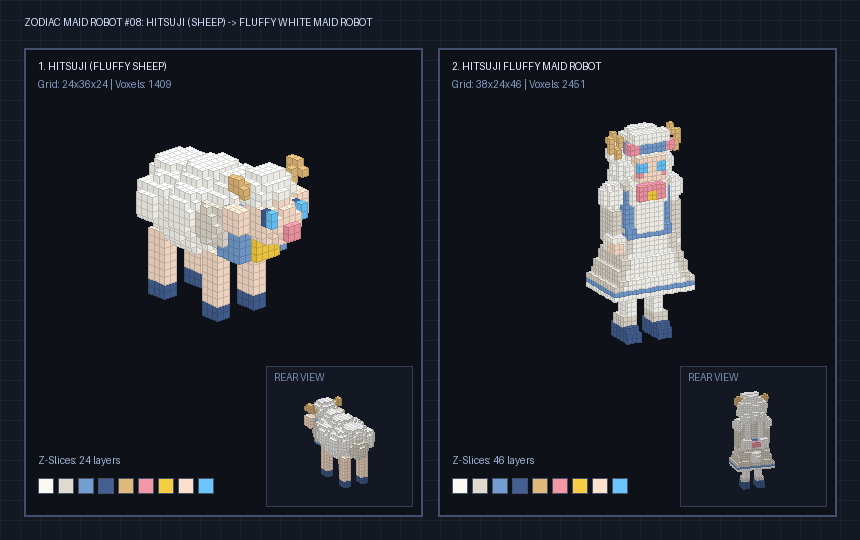 ZODIAC MAID ROBOT #08: HITSUJI (SHEEP) -> FLUFFY WHITE MAID ROBOT
1. HITSUJI (FLUFFY SHEEP)
Grid: 24x36x24 | Voxels: 1409
REAR VIEW
Z-Slices: 24 layers
2. HITSUJI FLUFFY MAID ROBOT
Grid: 38x24x46 | Voxels: 2451
REAR VIEW
Z-Slices: 46 layers